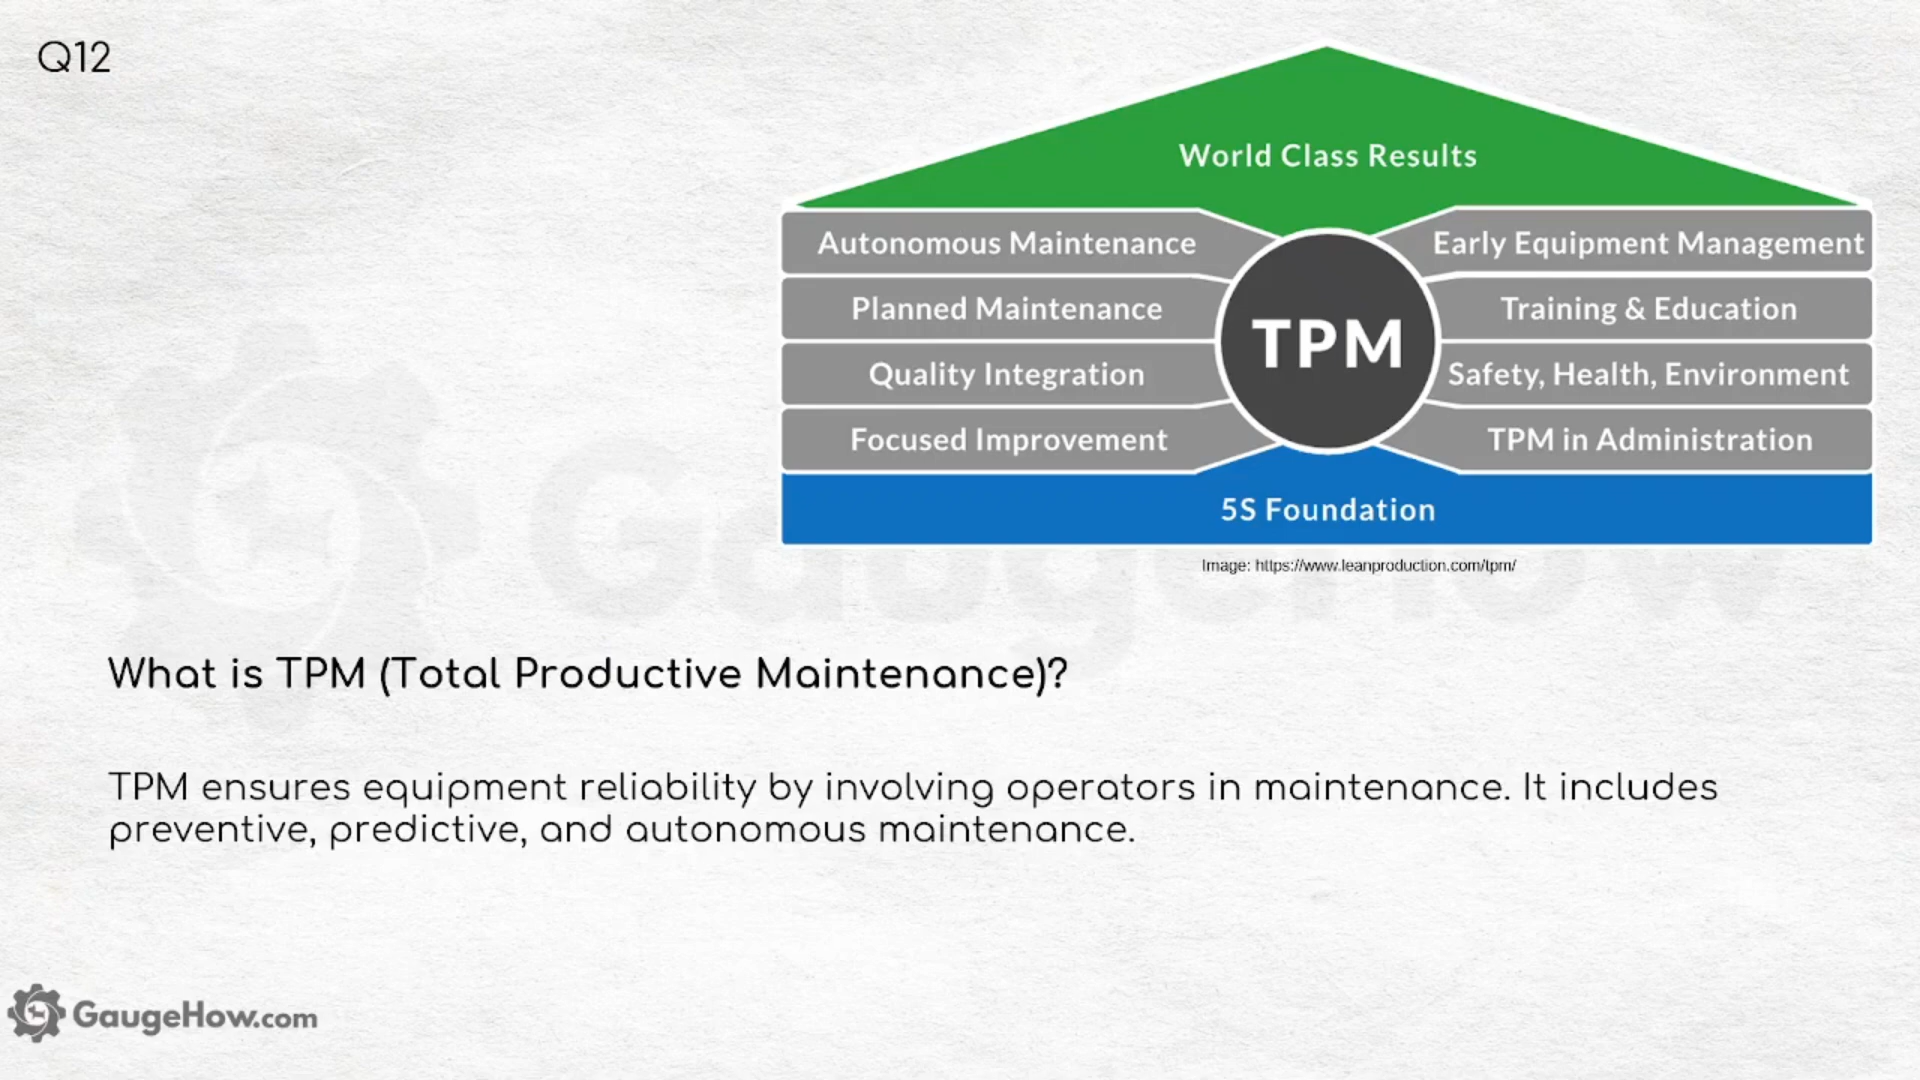 Q12
World Class Results
Autonomous Maintenance
Early Equipment Management
Planned Maintenance
Training & Education
TPM
Quality Integration
Safety, Health, Environment
Focused Improvement
TPM in Administration
5S Foundation
Image: https://www.leanproduction.com/tpm/
GaugeHow
What is TPM (Total Productive Maintenance)?
TPM ensures equipment reliability by involving operators in maintenance. It includes
preventive, predictive, and autonomous maintenance.
GaugeHow.com